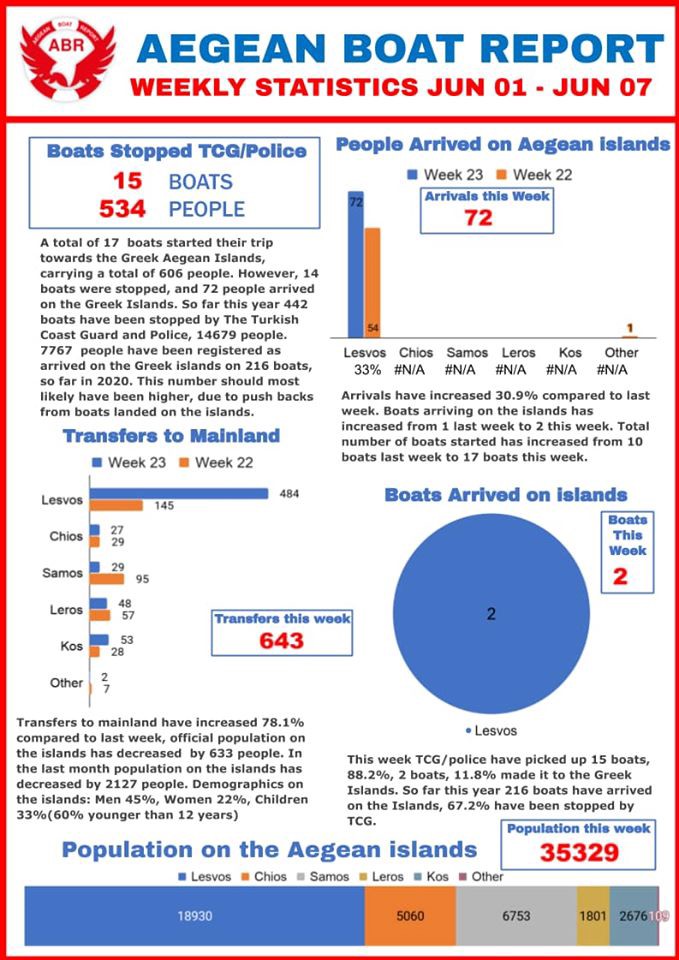 AEGEAN BOAT REPORT
ABR
AEGEAN BOAT REPORT
WEEKLY STATISTICS JUN 01 - JUN 07
Boats Stopped TCG/Police
15 BOATS
534 PEOPLE
A total of 17 boats started their trip
towards the Greek Aegean Islands,
carrying a total of 606 people. However, 14
boats were stopped, and 72 people arrived
on the Greek Islands. So far this year 442
boats have been stopped by The Turkish
Coast Guard and Police, 14679 people.
7767 people have been registered as
arrived on the Greek islands on 216 boats,
so far in 2020. This number should most
likely have been higher, due to push backs
from boats landed on the islands.
People Arrived on Aegean islands
Week 23 Week 22
Arrivals this Week
72
72
54
1
Lesvos Chios Samos Leros Kos Other
33% #N/A #N/A #N/A #N/A #N/A
Arrivals have increased 30.9% compared to last
week. Boats arriving on the islands has
increased from 1 last week to 2 this week. Total
number of boats started has increased from 10
boats last week to 17 boats this week.
Transfers to Mainland
Week 23 Week 22
Lesvos 484
145
Chios 27
29
Samos 29
95
Leros 48
57
Kos 53
28
Other 2
7
Transfers this week
643
Transfers to mainland have increased 78.1%
compared to last week, official population on
the islands has decreased by 633 people. In
the last month population on the islands has
decreased by 2127 people. Demographics on
the islands: Men 45%, Women 22%, Children
33%(60% younger than 12 years)
Boats Arrived on islands
Boats
This
Week
2
2
Lesvos
This week TCG/police have picked up 15 boats,
88.2%, 2 boats, 11.8% made it to the Greek
Islands. So far this year 216 boats have arrived
on the Islands, 67.2% have been stopped by
TCG.
Population this week
35329
Population on the Aegean islands
Lesvos Chios Samos Leros Kos Other
18930 5060 6753 1801 2676 109